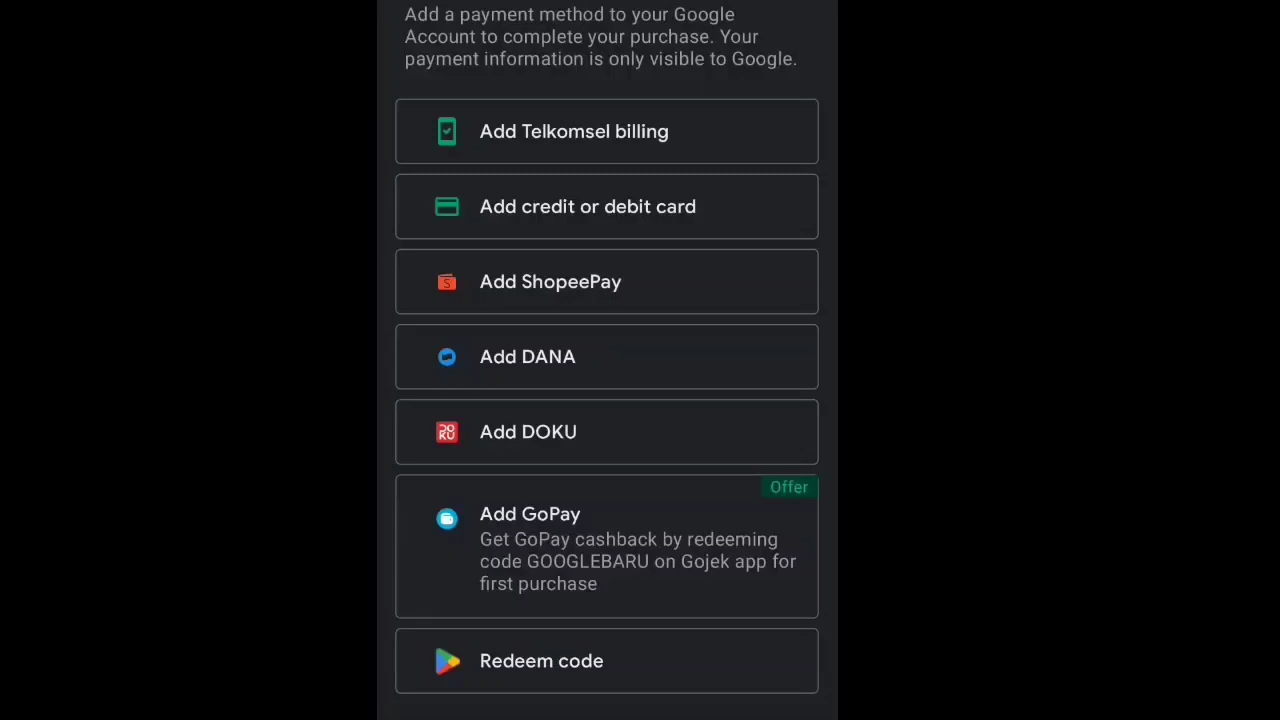 Add a payment method to your Google
Account to complete your purchase. Your
payment information is only visible to Google.
Add Telkomsel billing
Add credit or debit card
S
Add ShopeePay
Add DANA
DO
KU
Add DOKU
Offer
Add GoPay
Get GoPay cashback by redeeming
code GOOGLEBARU on Gojek app for
first purchase
Redeem code